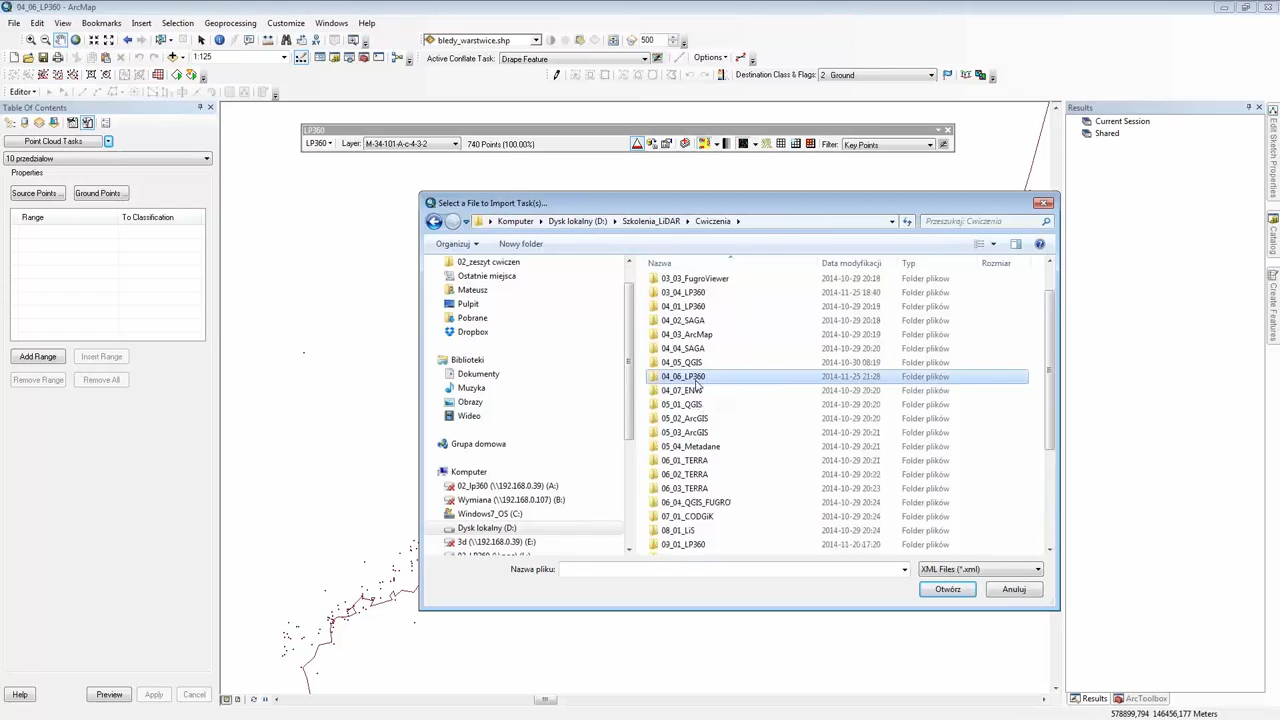 04_06_LP360 - ArcMap
File Edit View Bookmarks Insert Selection Geoprocessing Customize Windows Help
bledy_warstwice.shp
500
1:125
Active Conflate Task: Drape Feature
Options
Destination Class & Flags: 2 Ground
Editor
Table Of Contents
Point Cloud Tasks
10 przedzialow
Properties
Source Points ...
Ground Points...
Range
To Classification
Add Range
Insert Range
Remove Range
Remove All
Help
Preview
Apply
Cancel
LP360
LP360
Layer: M-34-101-A-c-4-3-2
740 Points (100.00%)
Filter: Key Points
Results
Current Session
Shared
Edit Sketch Properties
Catalog
Create Features
Select a File to Import Task(s)...
Komputer
Dysk lokalny (D:)
Szkolenia_LiDAR
Cwiczenia
Przeszukaj: Cwiczenia
Organizuj
Nowy folder
02_zeszyt cwiczen
Ostatnie miejsca
Mateusz
Pulpit
Pobrane
Dropbox
Biblioteki
Dokumenty
Muzyka
Obrazy
Wideo
Grupa domowa
Komputer
02_lp360 (\\192.168.0.39) (A:)
Wymiana (\\192.168.0.107) (B:)
Windows7_OS (C:)
Dysk lokalny (D:)
3d (\\192.168.0.39) (E:)
Nazwa Data modyfikacji Typ Rozmiar
03_03_FugroViewer 2014-10-29 20:18 Folder plików
03_04_LP360 2014-11-25 18:40 Folder plików
04_01_LP360 2014-10-29 20:18 Folder plików
04_02_SAGA 2014-10-29 20:18 Folder plików
04_03_ArcMap 2014-10-29 20:19 Folder plików
04_04_SAGA 2014-10-29 20:20 Folder plików
04_05_QGIS 2014-10-30 08:19 Folder plików
04_06_LP360 2014-11-25 21:28 Folder plików
04_07_ENVI 2014-10-29 20:20 Folder plików
05_01_QGIS 2014-10-29 20:20 Folder plików
05_02_ArcGIS 2014-10-29 20:21 Folder plików
05_03_ArcGIS 2014-10-29 20:21 Folder plików
05_04_Metadane 2014-10-29 20:21 Folder plików
06_01_TERRA 2014-10-29 20:21 Folder plików
06_02_TERRA 2014-10-29 20:22 Folder plików
06_03_TERRA 2014-10-29 20:23 Folder plików
06_04_QGIS_FUGRO 2014-10-29 20:24 Folder plików
07_01_CODGiK 2014-10-29 20:24 Folder plików
08_01_LiS 2014-10-29 20:24 Folder plików
09_01_LP360 2014-11-26 17:20 Folder plików
Nazwa pliku:
XML Files (*.xml)
Otwórz
Anuluj
Results
ArcToolbox
578899,794 146456,177 Meters